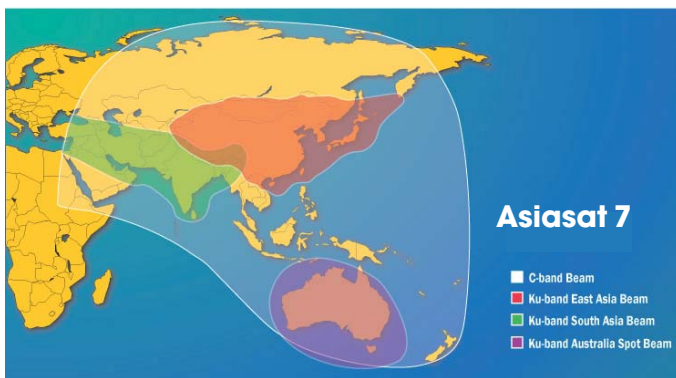 Asiasat 7
C-band Beam
Ku-band East Asia Beam
Ku-band South Asia Beam
Ku-band Australia Spot Beam